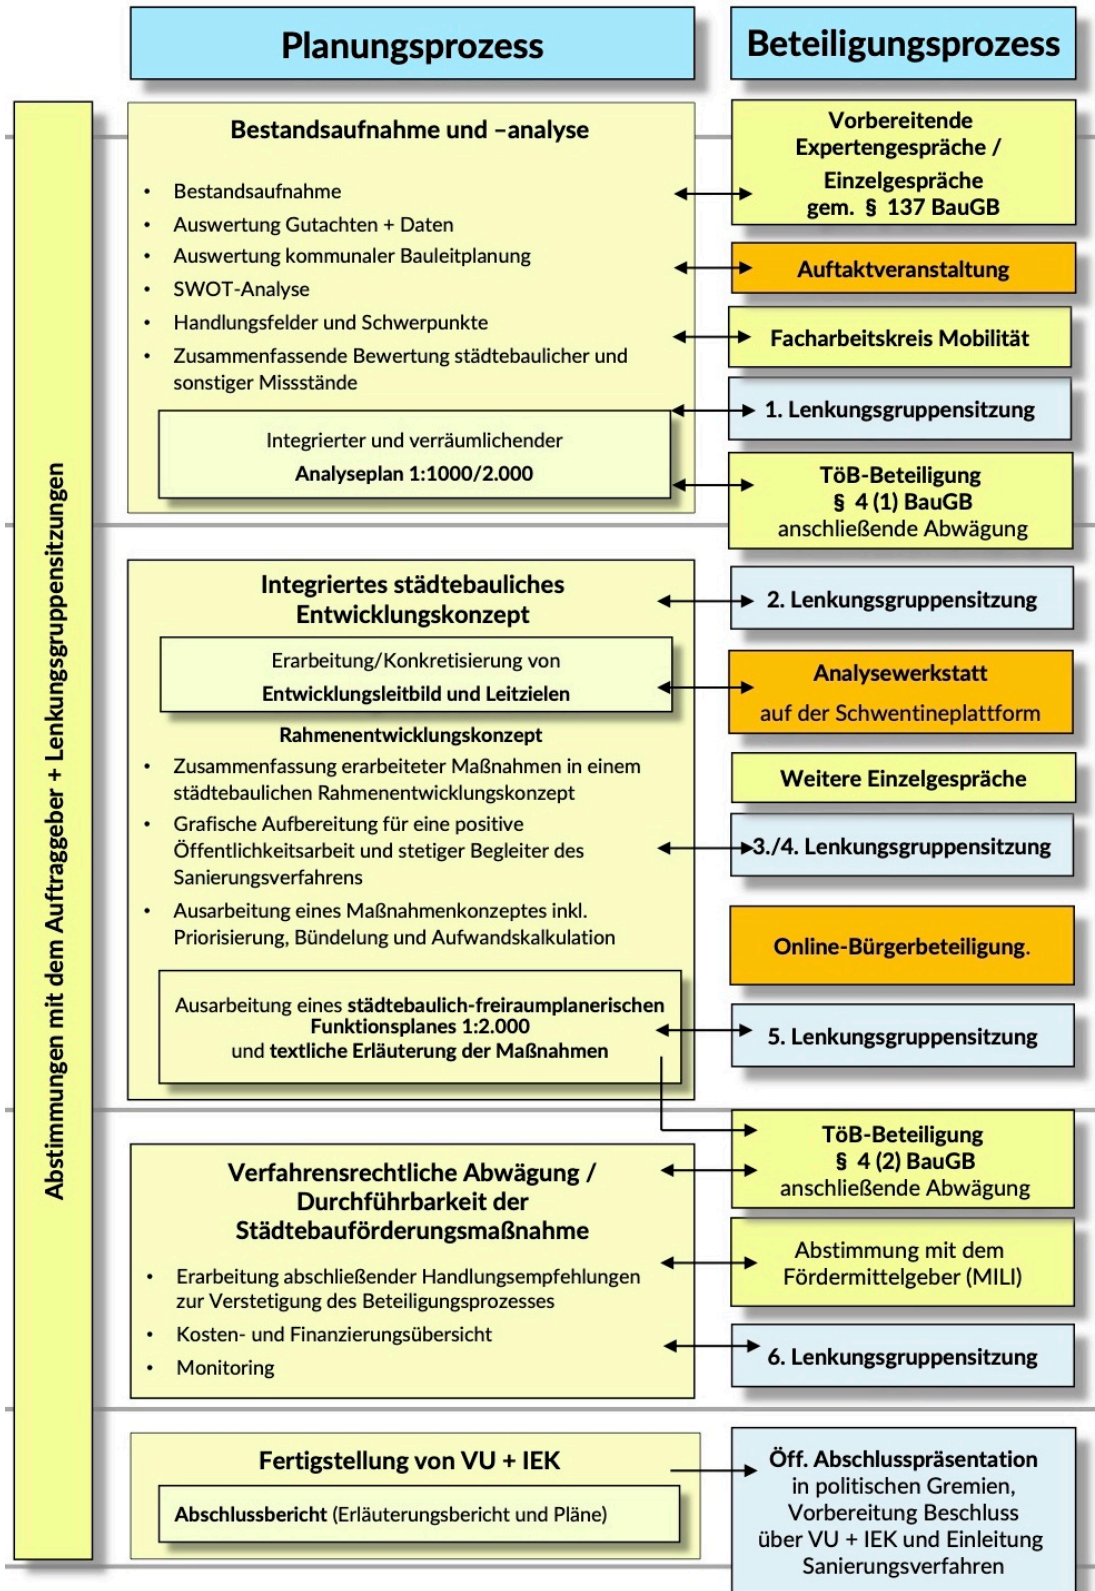 Planungsprozess
Beteiligungsprozess
Abstimmungen mit dem Auftraggeber + Lenkungsgruppensitzungen
Bestandsaufnahme und –analyse
• Bestandsaufnahme
• Auswertung Gutachten + Daten
• Auswertung kommunaler Bauleitplanung
• SWOT-Analyse
• Handlungsfelder und Schwerpunkte
• Zusammenfassende Bewertung städtebaulicher und
sonstiger Missstände
Integrierter und verräumlichender
Analyseplan 1:1000/2.000
Vorbereitende
Expertengespräche /
Einzelgespräche
gem. § 137 BauGB
Auftaktveranstaltung
Facharbeitskreis Mobilität
1. Lenkungsgruppensitzung
TöB-Beteiligung
§ 4 (1) BauGB
anschließende Abwägung
Integriertes städtebauliches
Entwicklungskonzept
Erarbeitung/Konkretisierung von
Entwicklungsleitbild und Leitzielen
Rahmenentwicklungskonzept
• Zusammenfassung erarbeiteter Maßnahmen in einem
städtebaulichen Rahmenentwicklungskonzept
• Grafische Aufbereitung für eine positive
Öffentlichkeitsarbeit und stetiger Begleiter des
Sanierungsverfahrens
• Ausarbeitung eines Maßnahmenkonzeptes inkl.
Priorisierung, Bündelung und Aufwandskalkulation
Ausarbeitung eines städtebaulich-freiraumplanerischen
Funktionsplanes 1:2.000
und textliche Erläuterung der Maßnahmen
2. Lenkungsgruppensitzung
Analysewerkstatt
auf der Schwentineplattform
Weitere Einzelgespräche
3./4. Lenkungsgruppensitzung
Online-Bürgerbeteiligung.
5. Lenkungsgruppensitzung
Verfahrensrechtliche Abwägung /
Durchführbarkeit der
Städtebauförderungsmaßnahme
• Erarbeitung abschließender Handlungsempfehlungen
zur Verstetigung des Beteiligungsprozesses
• Kosten- und Finanzierungsübersicht
• Monitoring
TöB-Beteiligung
§ 4 (2) BauGB
anschließende Abwägung
Abstimmung mit dem
Fördermittelgeber (MILI)
6. Lenkungsgruppensitzung
Fertigstellung von VU + IEK
Abschlussbericht (Erläuterungsbericht und Pläne)
Öff. Abschlusspräsentation
in politischen Gremien,
Vorbereitung Beschluss
über VU + IEK und Einleitung
Sanierungsverfahren